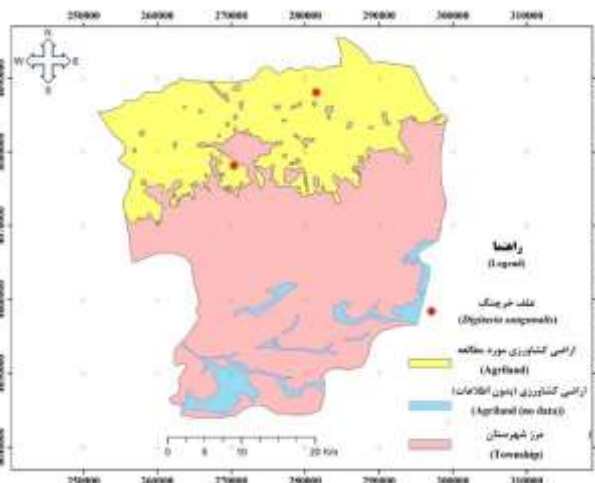 250000 260000 270000 280000 290000 300000 310000
N
W E
S
راهنما
(Legend)
علف خرچنگ
(Digitaria sanguinalis)
اراضی کشاورزی مورد مطالعه
(Agriland)
اراضی کشاورزی (بدون اطلاعات)
(Agriland (no data))
مرز شهرستان
(Township)
0 5 10 20 Km
250000 260000 270000 280000 290000 300000 310000